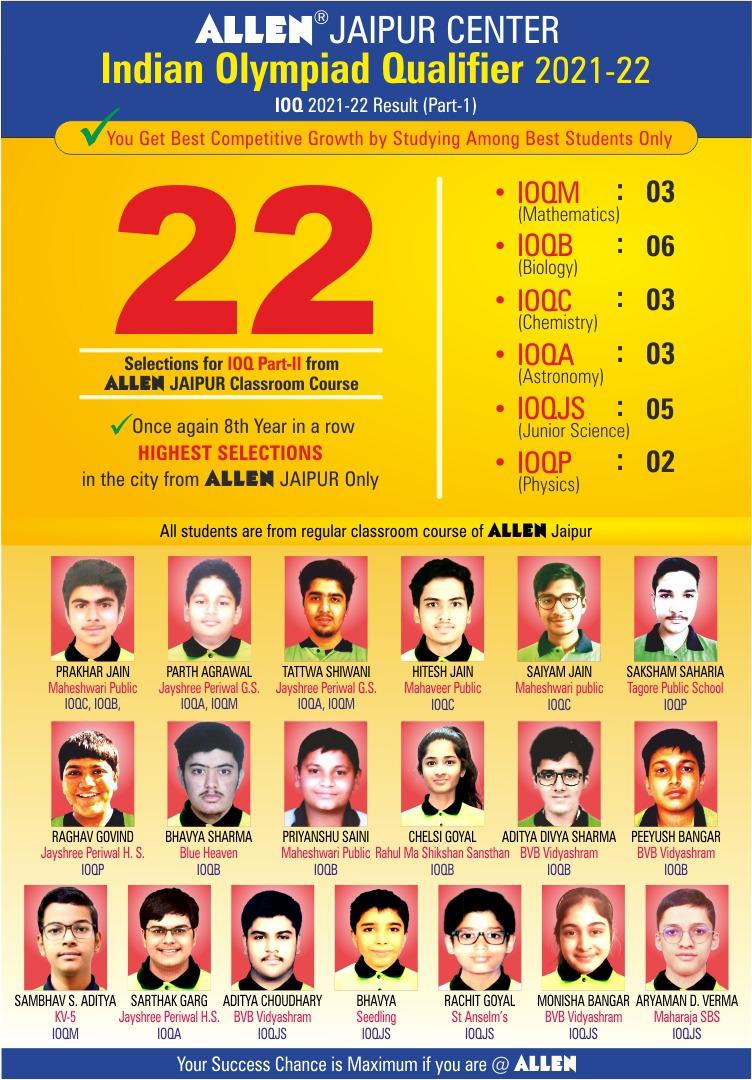 ALLEN® JAIPUR CENTER
Indian Olympiad Qualifier 2021-22
IOQ 2021-22 Result (Part-1)
You Get Best Competitive Growth by Studying Among Best Students Only
22
Selections for IOQ Part-II from
ALLEN JAIPUR Classroom Course
Once again 8th Year in a row
HIGHEST SELECTIONS
in the city from ALLEN JAIPUR Only
• IOQM : 03
(Mathematics)
• IOQB : 06
(Biology)
• IOQC : 03
(Chemistry)
• IOQA : 03
(Astronomy)
• IOQJS : 05
(Junior Science)
• IOQP : 02
(Physics)
All students are from regular classroom course of ALLEN Jaipur
PRAKHAR JAIN
Maheshwari Public
IOQC, IOQB,
PARTH AGRAWAL
Jayshree Periwal G.S.
IOQA, IOQM
TATTWA SHIWANI
Jayshree Periwal G.S.
IOQA, IOQM
HITESH JAIN
Mahaveer Public
IOQC
SAIYAM JAIN
Maheshwari public
IOQC
SAKSHAM SAHARIA
Tagore Public School
IOQP
RAGHAV GOVIND
Jayshree Periwal H. S.
IOQP
BHAVYA SHARMA
Blue Heaven
IOQB
PRIYANSHU SAINI
Maheshwari Public
IOQB
CHELSI GOYAL
Rahul Ma Shikshan Sansthan
IOQB
ADITYA DIVYA SHARMA
BVB Vidyashram
IOQB
PEEYUSH BANGAR
BVB Vidyashram
IOQB
SAMBHAV S. ADITYA
KV-5
IOQM
SARTHAK GARG
Jayshree Periwal H.S.
IOQA
ADITYA CHOUDHARY
BVB Vidyashram
IOQJS
BHAVYA
Seedling
IOQJS
RACHIT GOYAL
St Anselm's
IOQJS
MONISHA BANGAR
BVB Vidyashram
IOQJS
ARYAMAN D. VERMA
Maharaja SBS
IOQJS
Your Success Chance is Maximum if you are @ ALLEN